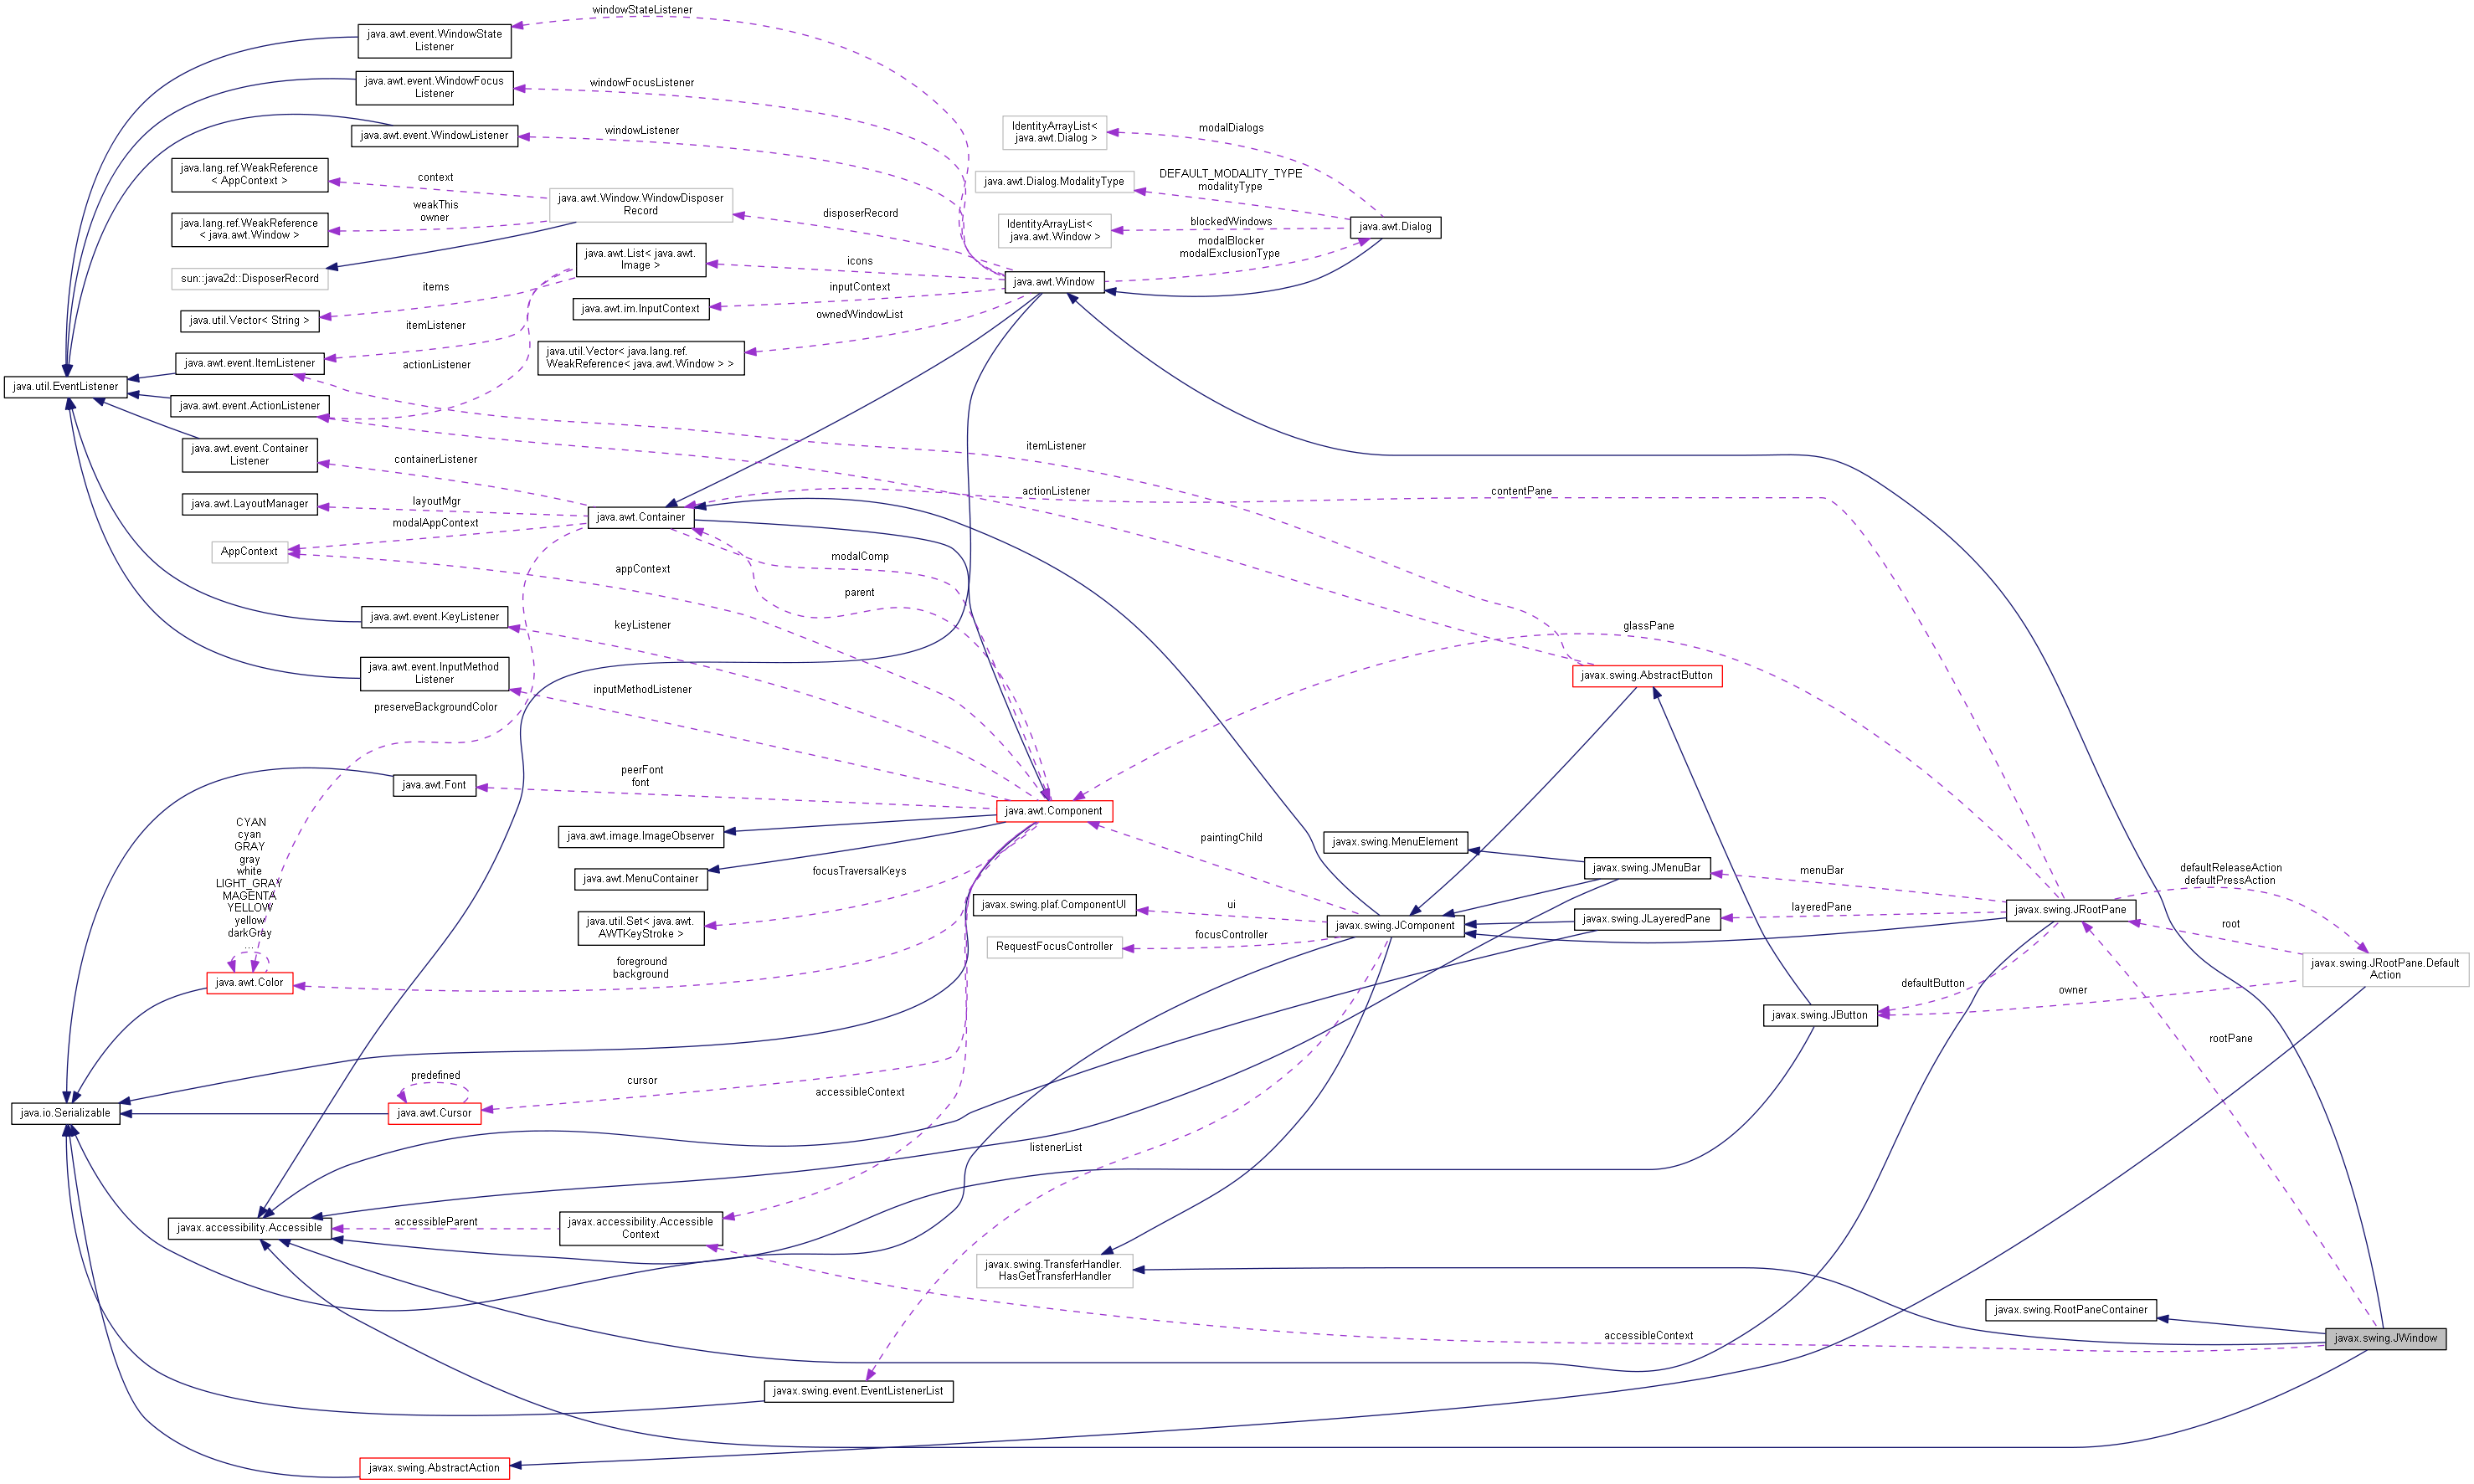 windowStateListener
java.awt.event.WindowState
Listener
java.awt.event.WindowFocus
Listener
windowFocusListener
java.awt.event.WindowListener
windowListener
IdentityArrayList<
java.awt.Dialog >
modalDialogs
java.lang.ref.WeakReference
< AppContext >
context
java.awt.Window.WindowDisposer
Record
java.awt.Dialog.ModalityType
DEFAULT_MODALITY_TYPE
modalityType
weakThis
owner
java.lang.ref.WeakReference
< java.awt.Window >
disposerRecord
IdentityArrayList<
java.awt.Window >
blockedWindows
java.awt.Dialog
modalBlocker
modalExclusionType
sun::java2d::DisposerRecord
java.awt.List< java.awt.
Image >
icons
java.awt.Window
items
inputContext
java.awt.im.InputContext
ownedWindowList
java.util.Vector< String >
itemListener
java.util.Vector< java.lang.ref.
WeakReference< java.awt.Window > >
java.awt.event.ItemListener
actionListener
java.util.EventListener
java.awt.event.ActionListener
java.awt.event.Container
Listener
containerListener
itemListener
actionListener
contentPane
java.awt.LayoutManager
layoutMgr
java.awt.Container
modalAppContext
AppContext
appContext
modalComp
parent
java.awt.event.KeyListener
keyListener
glassPane
java.awt.event.InputMethod
Listener
inputMethodListener
javax.swing.AbstractButton
preserveBackgroundColor
peerFont
font
java.awt.Font
java.awt.Component
CYAN
cyan
GRAY
gray
white
LIGHT_GRAY
MAGENTA
YELLOW
yellow
darkGray
...
java.awt.image.ImageObserver
paintingChild
javax.swing.MenuElement
java.awt.MenuContainer
focusTraversalKeys
javax.swing.JMenuBar
menuBar
defaultReleaseAction
defaultPressAction
javax.swing.plaf.ComponentUI
ui
java.util.Set< java.awt.
AWTKeyStroke >
javax.swing.JComponent
javax.swing.JLayeredPane
layeredPane
javax.swing.JRootPane
root
RequestFocusController
focusController
foreground
background
java.awt.Color
javax.swing.JRootPane.Default
Action
defaultButton
owner
javax.swing.JButton
rootPane
predefined
cursor
accessibleContext
java.io.Serializable
java.awt.Cursor
listenerList
javax.accessibility.Accessible
accessibleParent
javax.accessibility.Accessible
Context
javax.swing.TransferHandler.
HasGetTransferHandler
javax.swing.RootPaneContainer
accessibleContext
javax.swing.JWindow
javax.swing.event.EventListenerList
javax.swing.AbstractAction